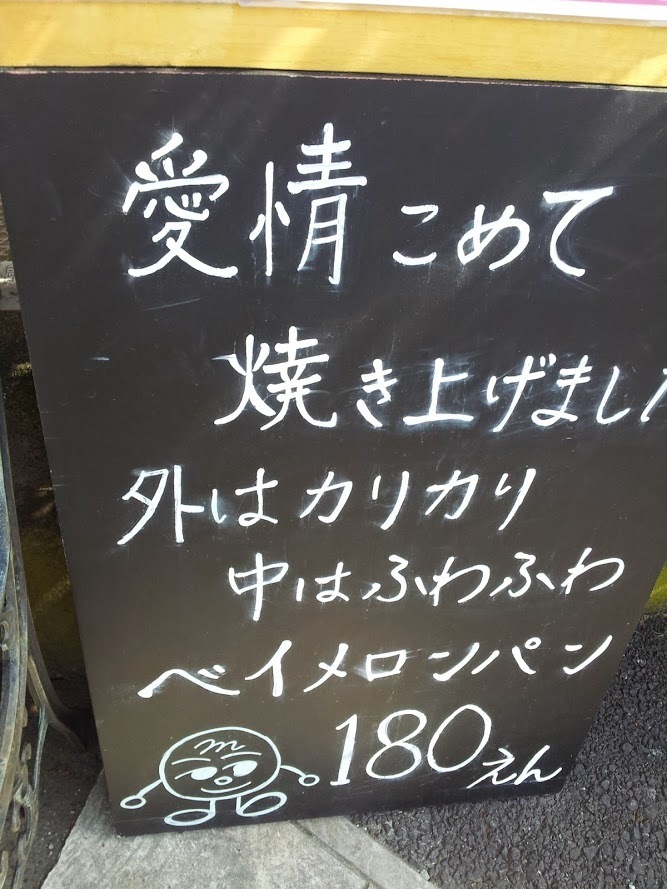 愛情こめて
焼き上げました
外はカリカリ
中はふわふわ
ベイメロンパン
180えん
m